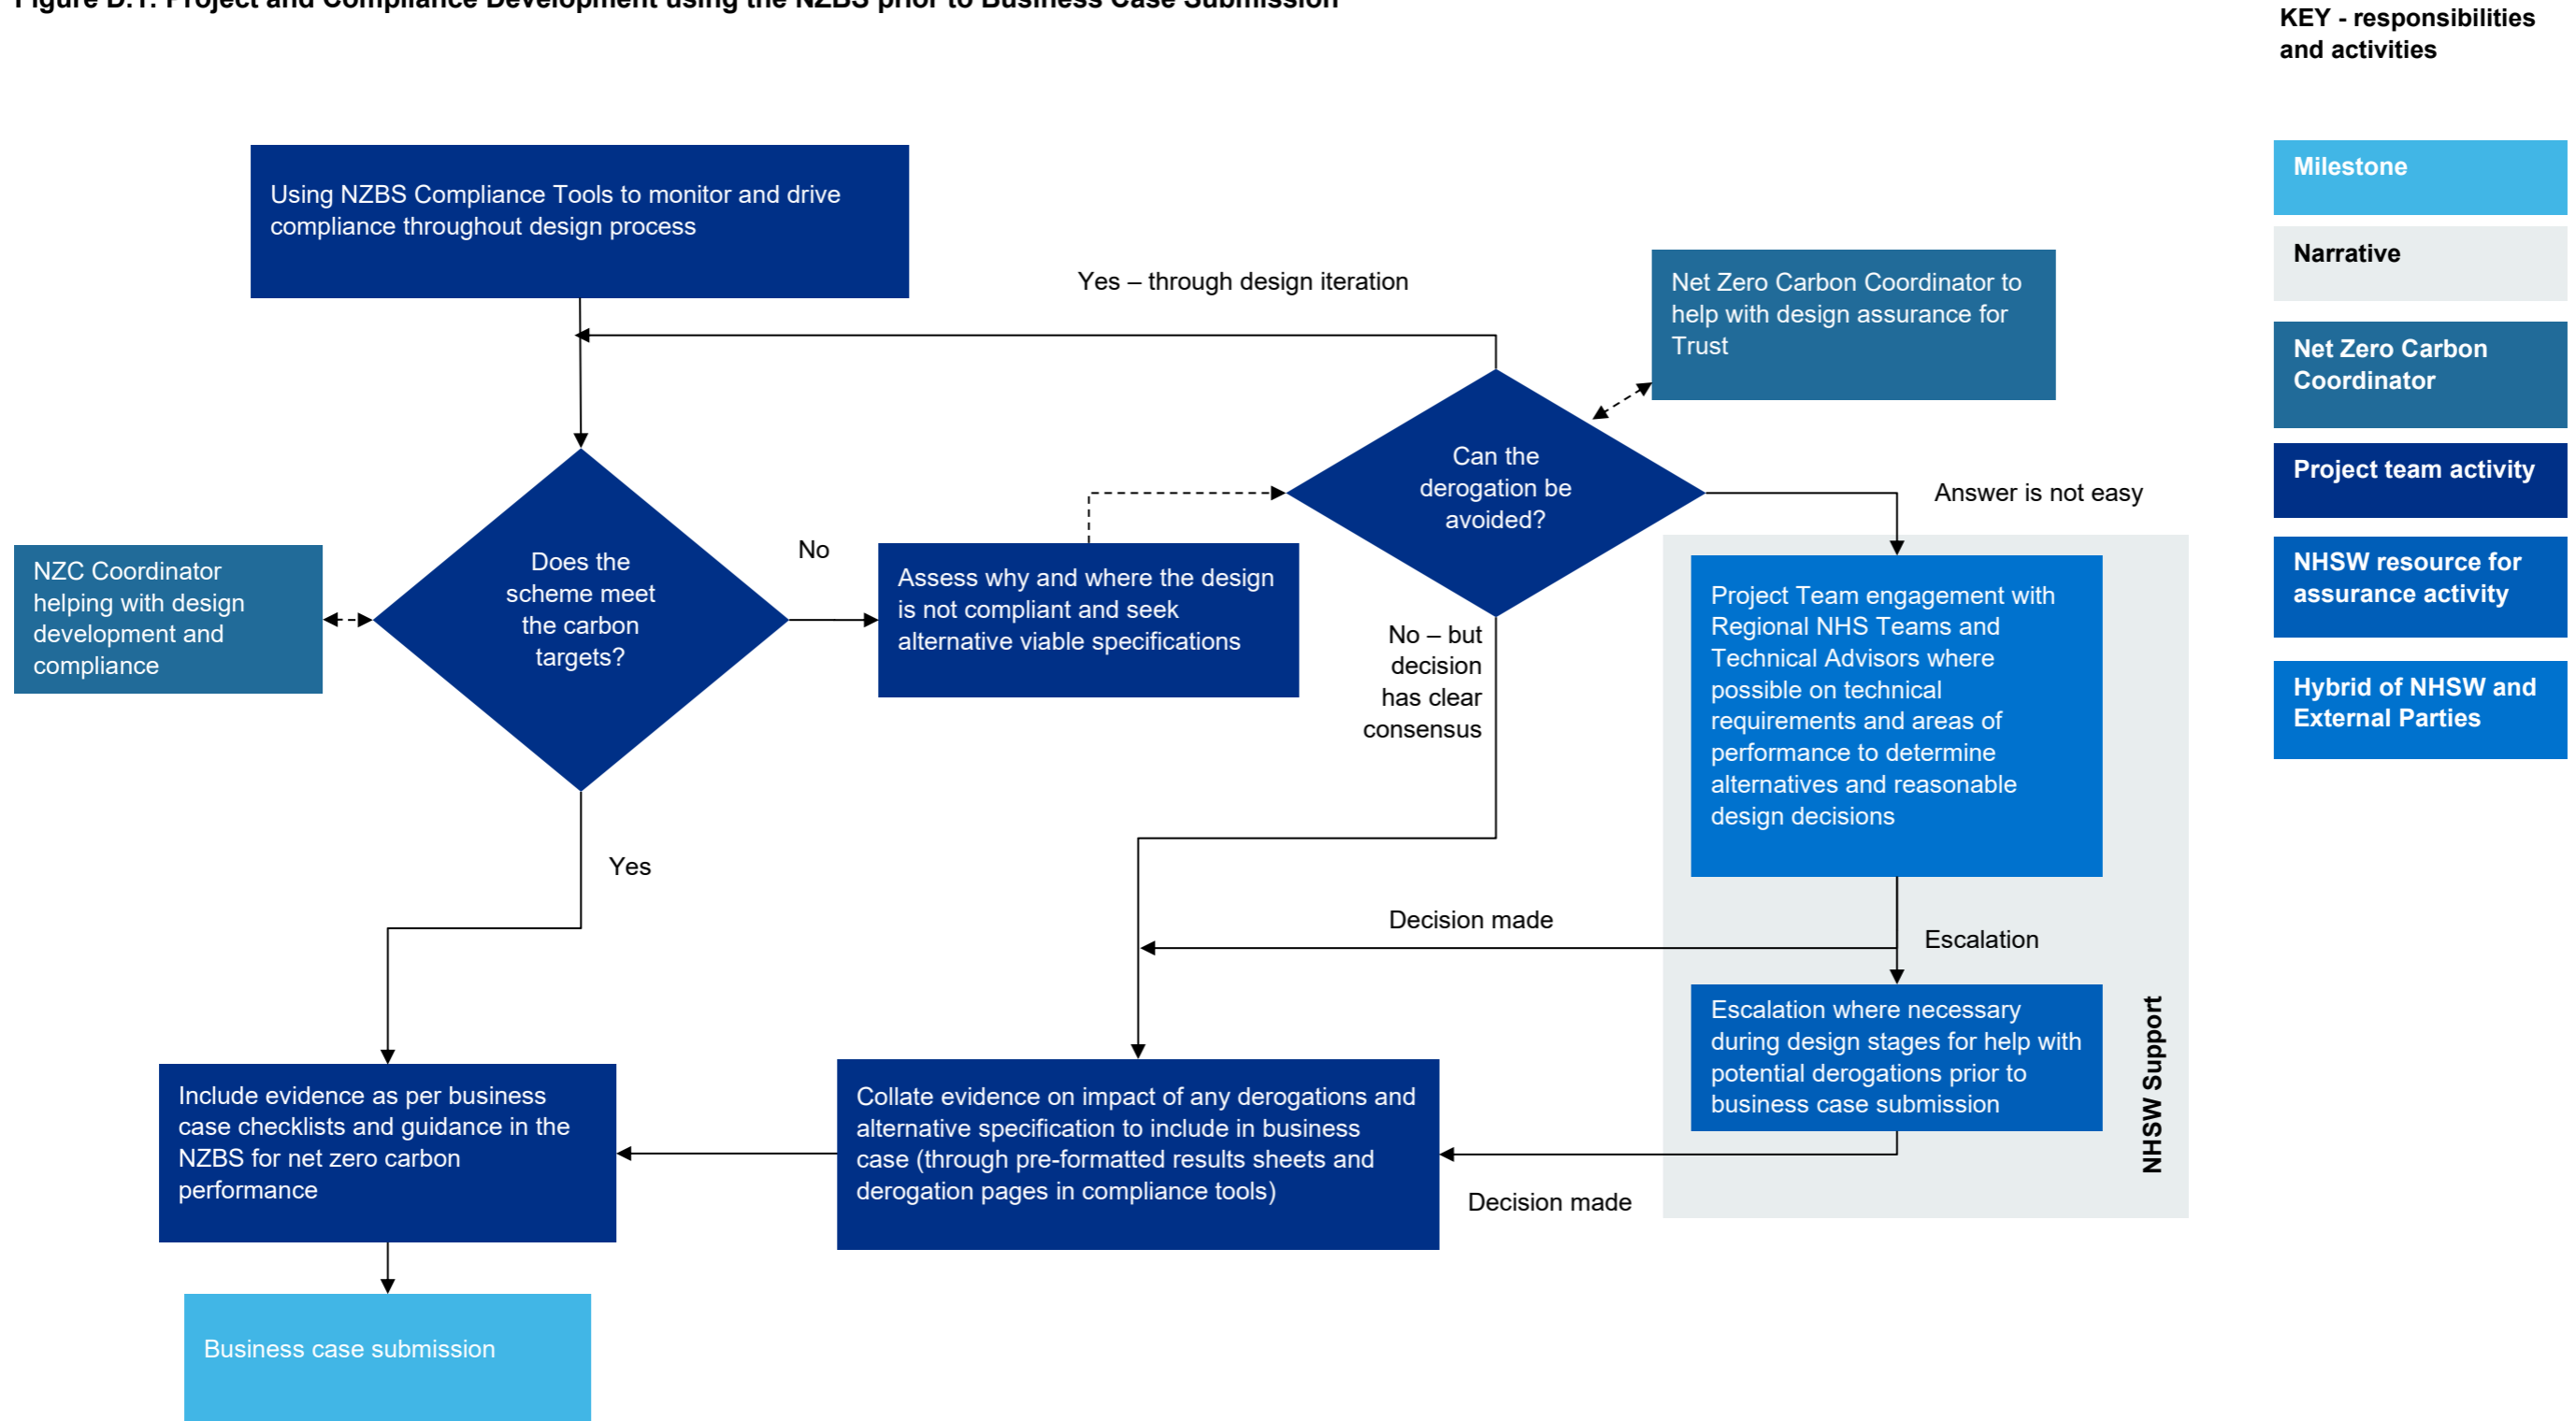 Figure D.1: Project and Compliance Development using the NZBS prior to Business Case Submission
KEY - responsibilities
and activities
Using NZBS Compliance Tools to monitor and drive
compliance throughout design process
Yes – through design iteration
Net Zero Carbon Coordinator to
help with design assurance for
Trust
Can the
derogation be
avoided?
Answer is not easy
NZC Coordinator
helping with design
development and
compliance
Does the
scheme meet
the carbon
targets?
No
Assess why and where the design
is not compliant and seek
alternative viable specifications
No – but
decision
has clear
consensus
Project Team engagement with
Regional NHS Teams and
Technical Advisors where
possible on technical
requirements and areas of
performance to determine
alternatives and reasonable
design decisions
Yes
Decision made
Escalation
Escalation where necessary
during design stages for help with
potential derogations prior to
business case submission
NHSW Support
Include evidence as per business
case checklists and guidance in the
NZBS for net zero carbon
performance
Collate evidence on impact of any derogations and
alternative specification to include in business
case (through pre-formatted results sheets and
derogation pages in compliance tools)
Decision made
Business case submission
Milestone
Narrative
Net Zero Carbon
Coordinator
Project team activity
NHSW resource for
assurance activity
Hybrid of NHSW and
External Parties